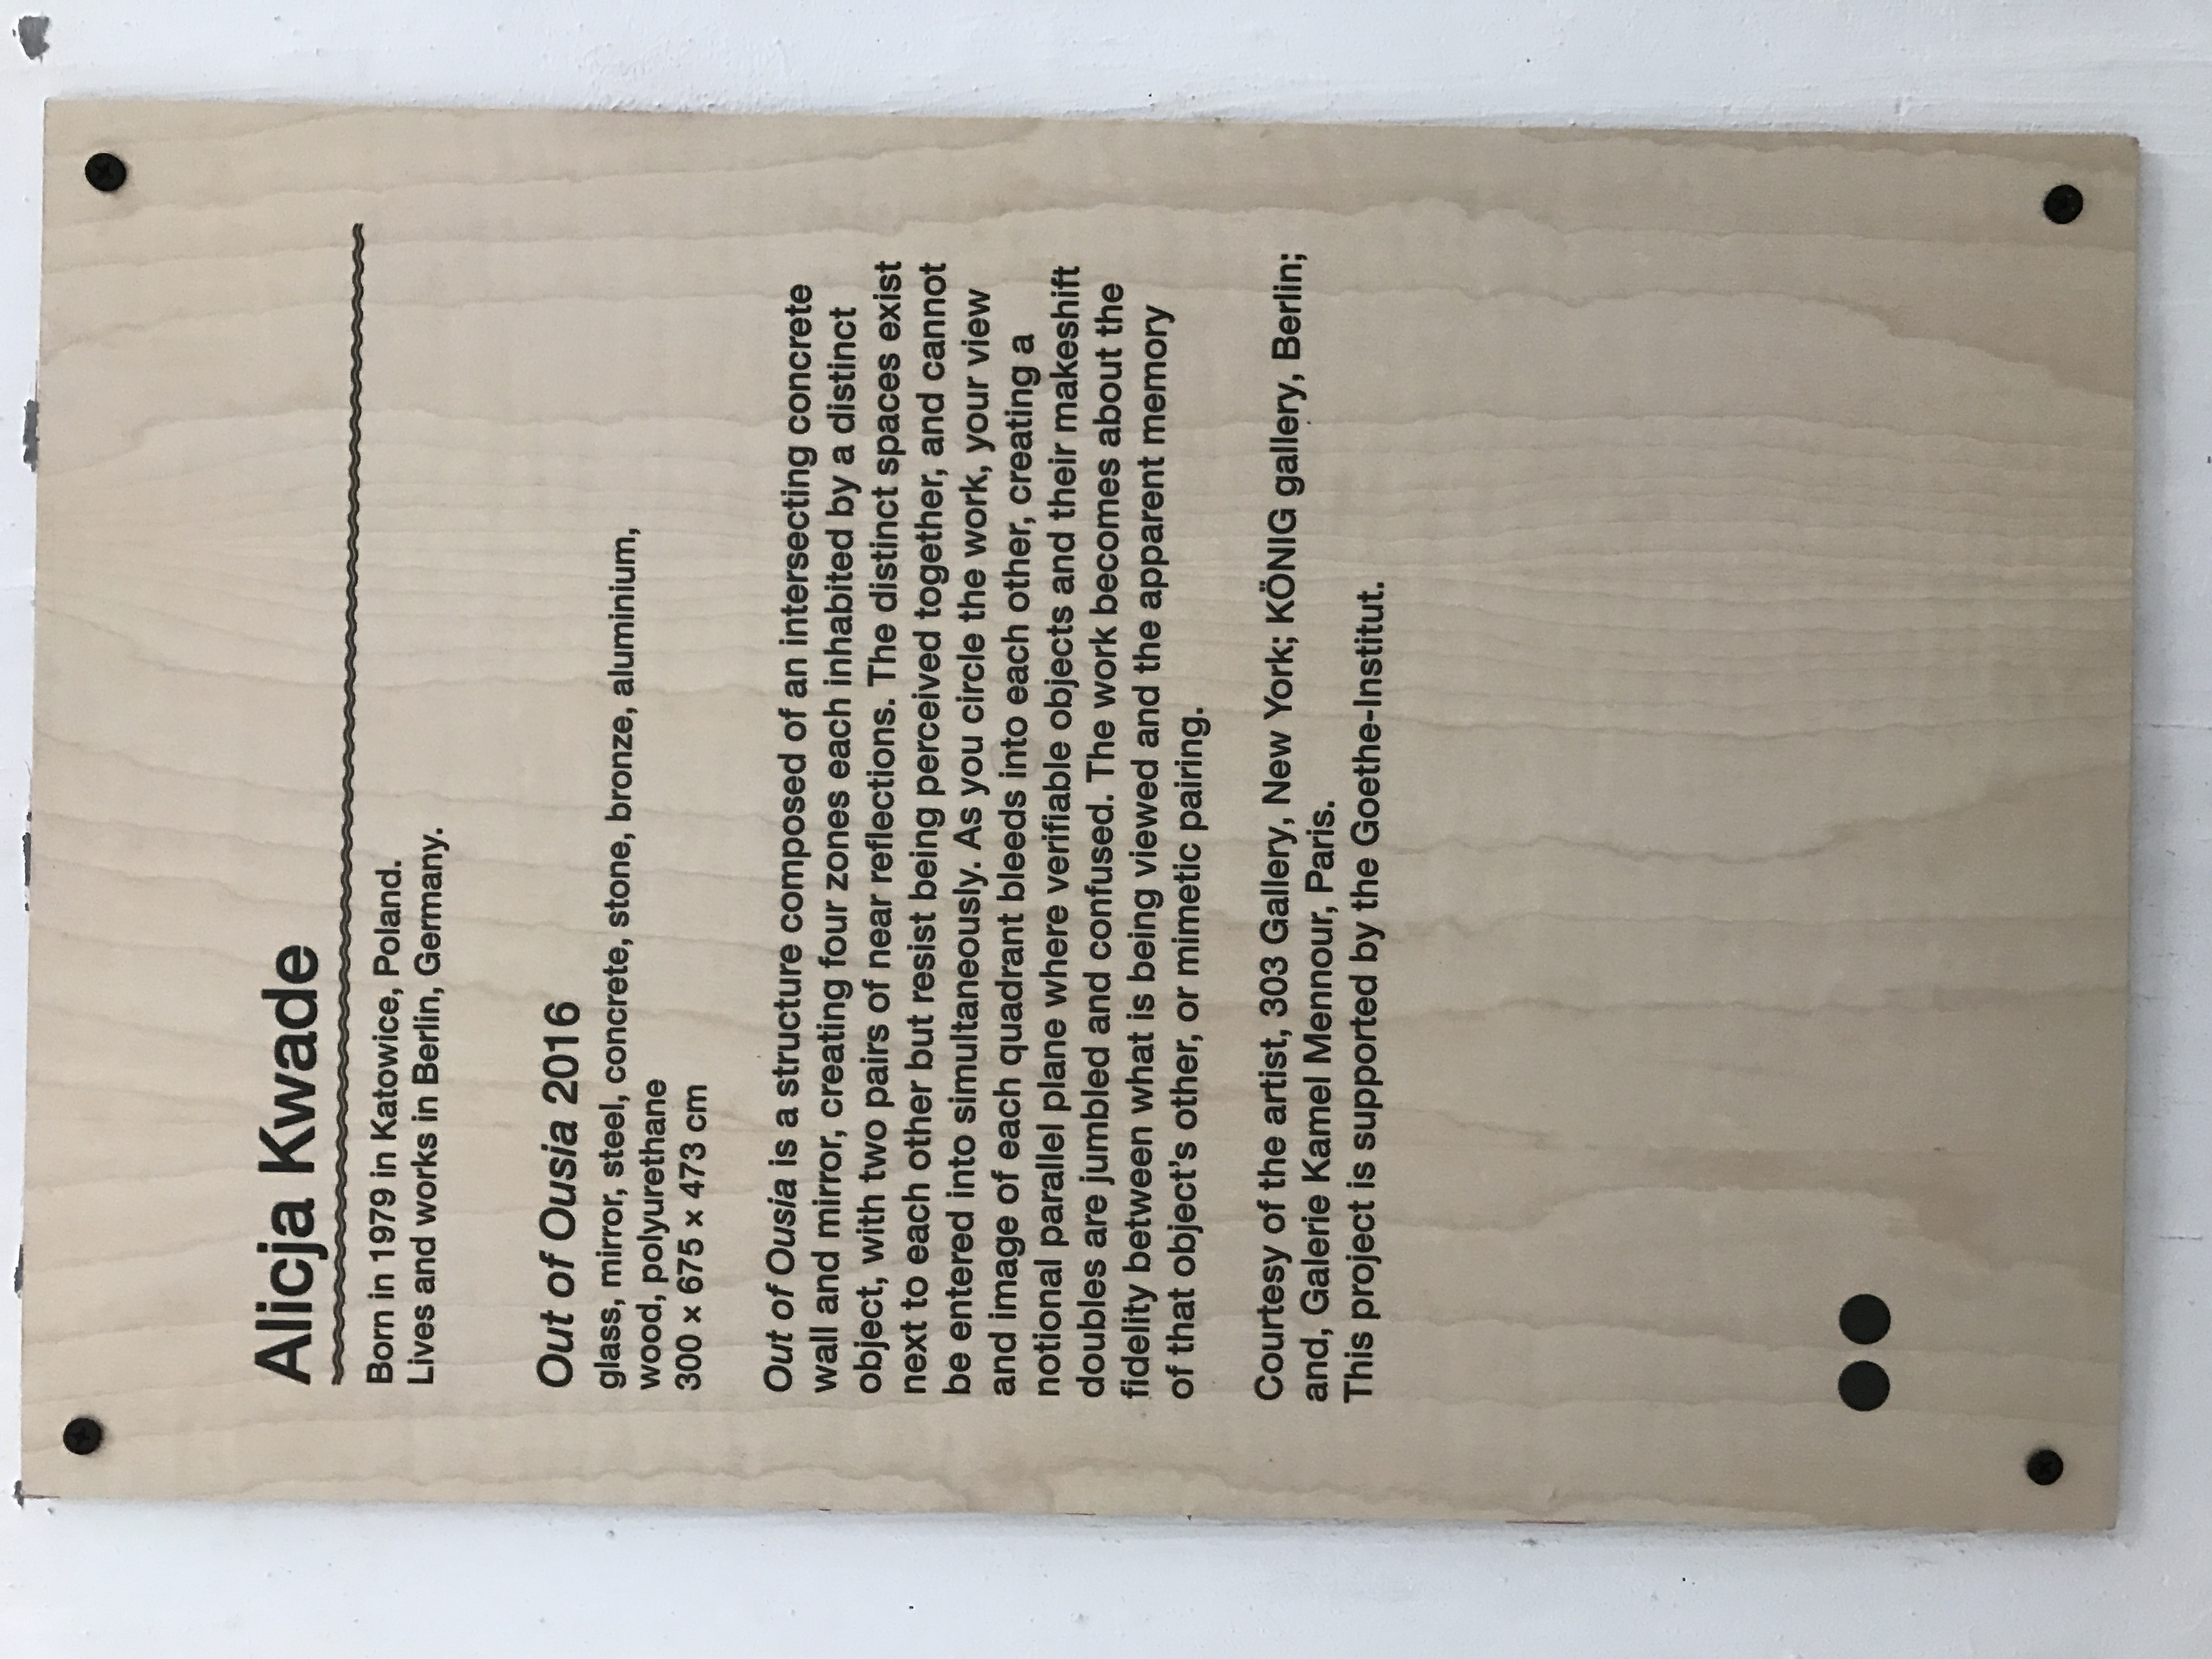 Alicja Kwade
Born in 1979 in Katowice, Poland.
Lives and works in Berlin, Germany.
Out of Ousia 2016
glass, mirror, steel, concrete, stone, bronze, aluminium,
wood, polyurethane
300 × 675 × 473 cm
Out of Ousia is a structure composed of an intersecting concrete
wall and mirror, creating four zones each inhabited by a distinct
object, with two pairs of near reflections. The distinct spaces exist
next to each other but resist being perceived together, and cannot
be entered into simultaneously. As you circle the work, your view
and image of each quadrant bleeds into each other, creating a
notional parallel plane where verifiable objects and their makeshift
doubles are jumbled and confused. The work becomes about the
fidelity between what is being viewed and the apparent memory
of that object's other, or mimetic pairing.
Courtesy of the artist, 303 Gallery, New York; KÖNIG gallery, Berlin;
and, Galerie Kamel Mennour, Paris.
This project is supported by the Goethe-Institut.